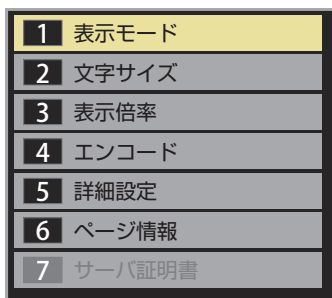 1 表示モード
2 文字サイズ
3 表示倍率
4 エンコード
5 詳細設定
6 ページ情報
7 サーバ証明書